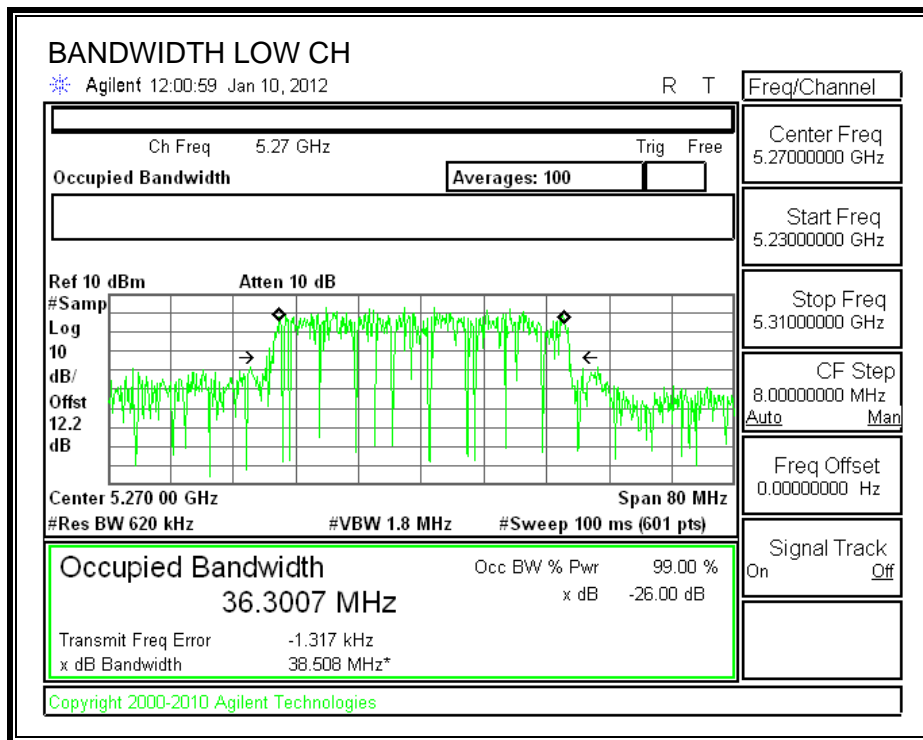 BANDWIDTH LOW CH
Agilent 12:00:59 Jan 10, 2012 R T
Freq/Channel
Ch Freq 5.27 GHz Trig Free
Occupied Bandwidth Averages: 100
Center Freq
5.27000000 GHz
Start Freq
5.23000000 GHz
Stop Freq
5.31000000 GHz
CF Step
8.00000000 MHz
Auto Man
Freq Offset
0.00000000 Hz
Signal Track
On Off
Ref 10 dBm Atten 10 dB
#Samp
Log
10
dB/
Offst
12.2
dB
Center 5.270 00 GHz Span 80 MHz
#Res BW 620 kHz #VBW 1.8 MHz #Sweep 100 ms (601 pts)
Occupied Bandwidth Occ BW % Pwr 99.00 %
36.3007 MHz x dB -26.00 dB
Transmit Freq Error -1.317 kHz
x dB Bandwidth 38.508 MHz*
Copyright 2000-2010 Agilent Technologies